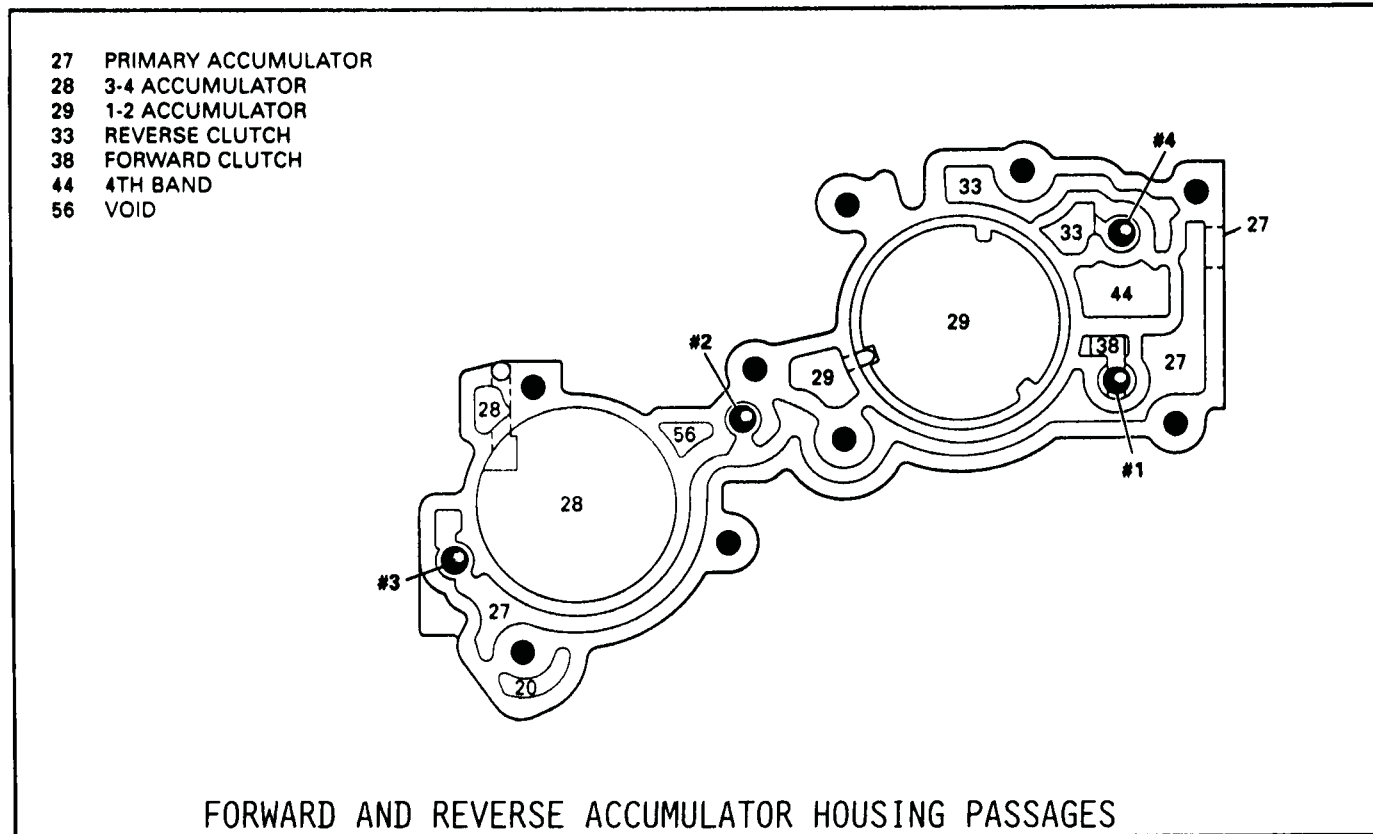 27 PRIMARY ACCUMULATOR
28 3-4 ACCUMULATOR
29 1-2 ACCUMULATOR
33 REVERSE CLUTCH
38 FORWARD CLUTCH
44 4TH BAND
56 VOID
#4
33
33
27
44
29
#2
38
27
29
28
56
#1
28
#3
27
20
FORWARD AND REVERSE ACCUMULATOR HOUSING PASSAGES